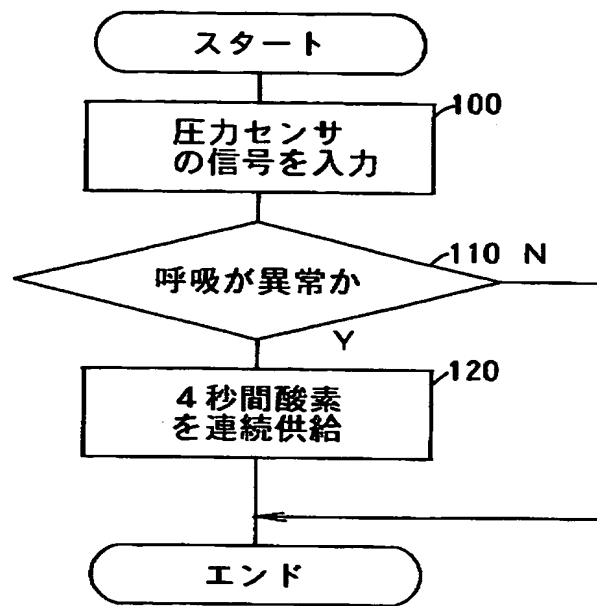 スタート
100
圧力センサ
の信号を入力
110 N
呼吸が異常か
Y
120
4秒間酸素
を連続供給
エンド